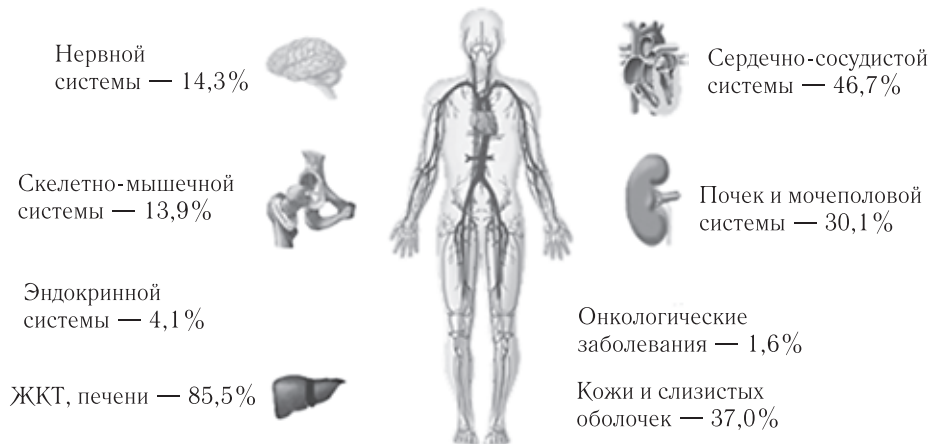 Нервной
системы — 14,3%
Скелетно-мышечной
системы — 13,9%
Эндокринной
системы — 4,1%
ЖКТ, печени — 85,5%
Сердечно-сосудистой
системы — 46,7%
Почек и мочеполовой
системы — 30,1%
Онкологические
заболевания — 1,6%
Кожи и слизистых
оболочек — 37,0%